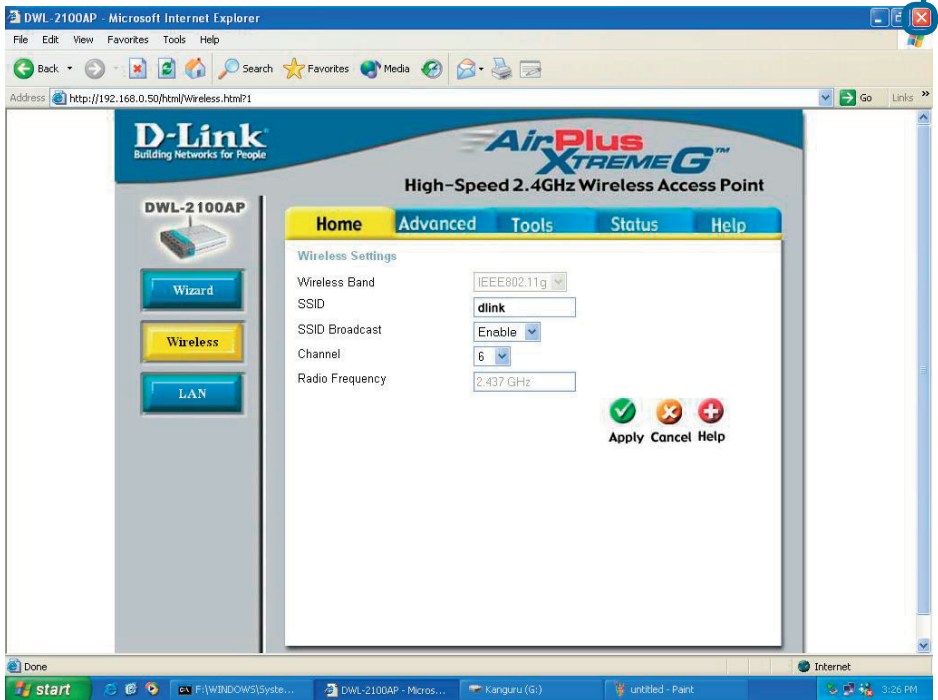 DWL-2100AP - Microsoft Internet Explorer
File Edit View Favorites Tools Help
Back Search Favorites Media
Address http://192.168.0.50/html/Wireless.html?1 Go Links »
D-Link
Building Networks for People
AirPlus
XTREME G™
High-Speed 2.4GHz Wireless Access Point
DWL-2100AP
Home Advanced Tools Status Help
Wizard
Wireless
LAN
Wireless Settings
Wireless Band IEEE802.11g
SSID dlink
SSID Broadcast Enable
Channel 6
Radio Frequency 2.437 GHz
Apply Cancel Help
Done Internet
start F:\WINDOWS\Syste... DWL-2100AP - Micros... Kanguru (G:) untitled - Paint 3:26 PM